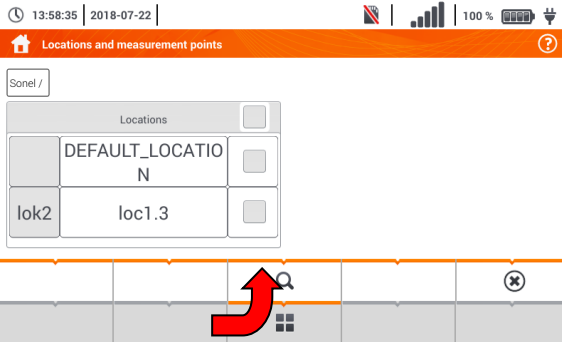 13:58:35 2018-07-22 100 %
Locations and measurement points ?
Sonel /
Locations
DEFAULT_LOCATIO
N
lok2 loc1.3